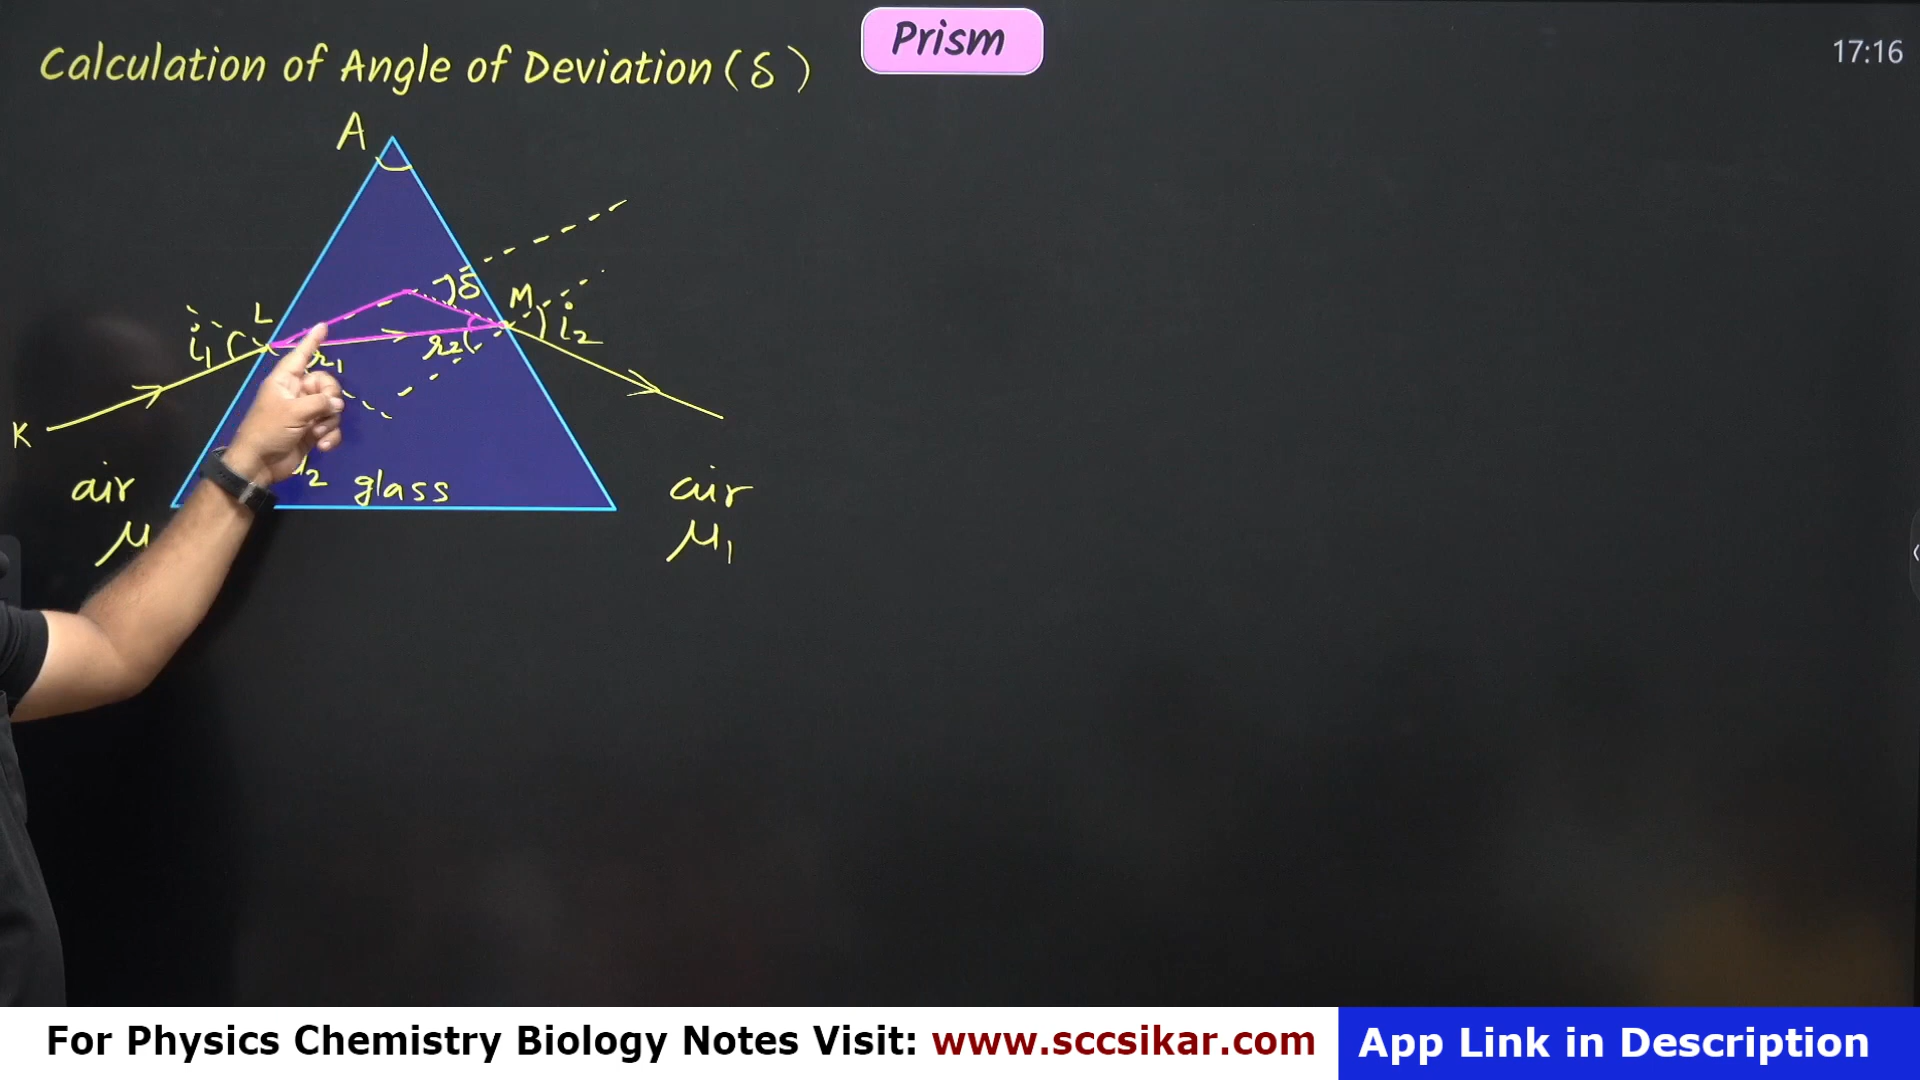 Prism
17:16
Calculation of Angle of Deviation (δ)
A
δ
M
L
i₁
i₂
r₁
r₂
K
₂ glass
air
air
μ
μ₁
For Physics Chemistry Biology Notes Visit: www.sccsikar.com
App Link in Description